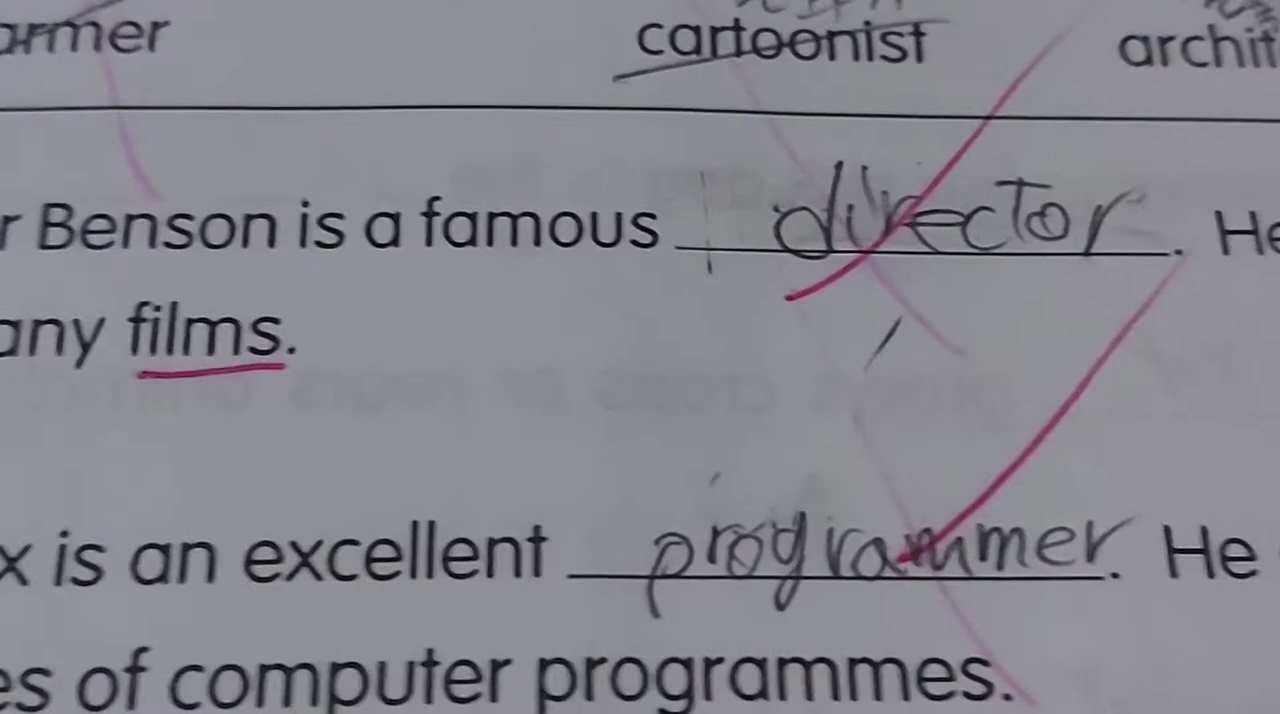 armer cartoonist archit
r Benson is a famous director. He
any films.
x is an excellent programmer. He
es of computer programmes.